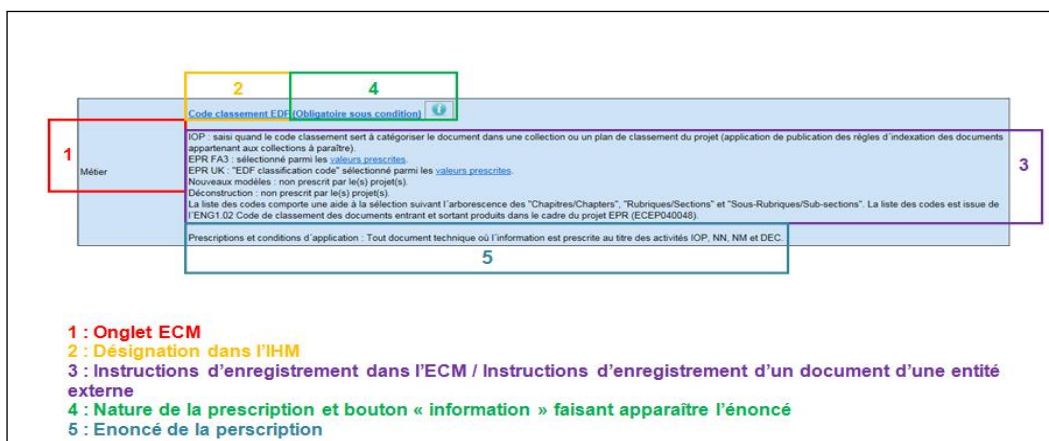 2
4
Code classement EDF (Obligatoire sous condition)
1
Métier
IOP : saisi quand le code classement sert à catégoriser le document dans une collection ou un plan de classement du projet (application de publication des règles d´indexation des documents
appartenant aux collections à paraître).
EPR FA3 : sélectionné parmi les valeurs prescrites.
EPR UK : "EDF classification code" sélectionné parmi les valeurs prescrites.
Nouveaux modèles : non prescrit par le(s) projet(s).
Déconstruction : non prescrit par le(s) projet(s).
La liste des codes comporte une aide à la sélection suivant l´arborescence des "Chapitres/Chapters", "Rubriques/Sections" et "Sous-Rubriques/Sub-sections". La liste des codes est issue de
l´ENG1.02 Code de classement des documents entrant et sortant produits dans le cadre du projet EPR (ECEP040048).
3
Prescriptions et conditions d´application : Tout document technique où l´information est prescrite au titre des activités IOP, NN, NM et DEC.
5
1 : Onglet ECM
2 : Désignation dans l'IHM
3 : Instructions d'enregistrement dans l'ECM / Instructions d'enregistrement d'un document d'une entité
externe
4 : Nature de la prescription et bouton « information » faisant apparaître l'énoncé
5 : Enoncé de la perscription